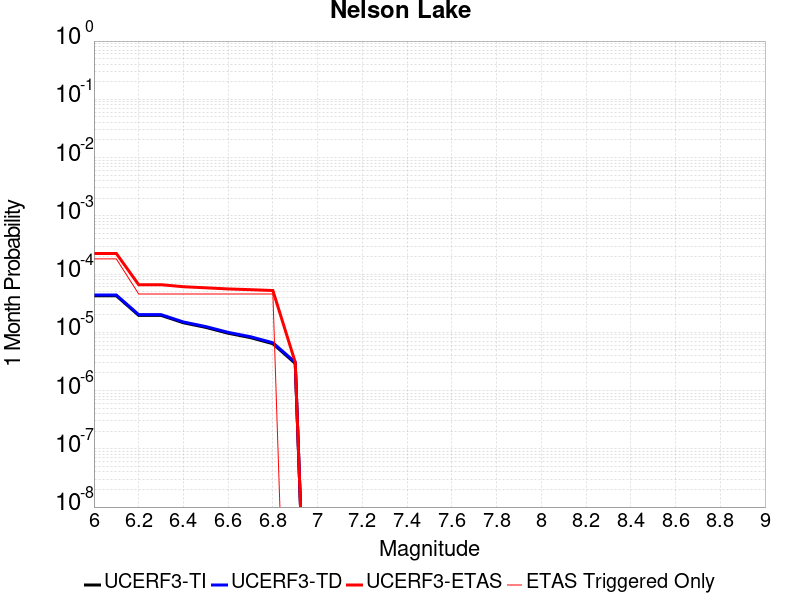 Nelson Lake
10^0
10^-1
10^-2
10^-3
10^-4
10^-5
10^-6
10^-7
10^-8
1 Month Probability
6 6.2 6.4 6.6 6.8 7 7.2 7.4 7.6 7.8 8 8.2 8.4 8.6 8.8 9
Magnitude
UCERF3-TI UCERF3-TD UCERF3-ETAS ETAS Triggered Only